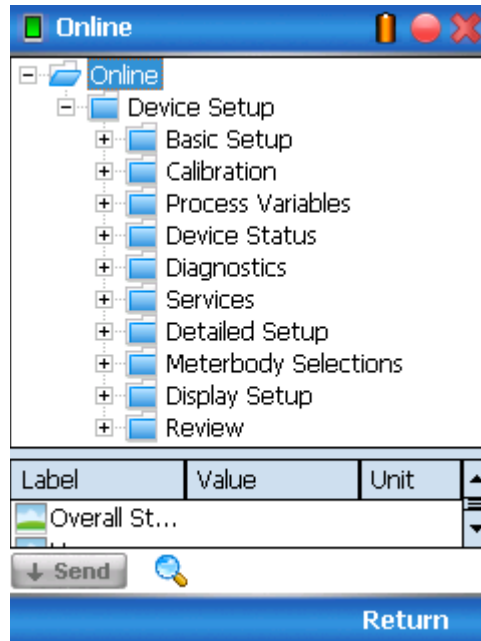 Online
Online
Device Setup
Basic Setup
Calibration
Process Variables
Device Status
Diagnostics
Services
Detailed Setup
Meterbody Selections
Display Setup
Review
Label Value Unit
Overall St...
Send
Return